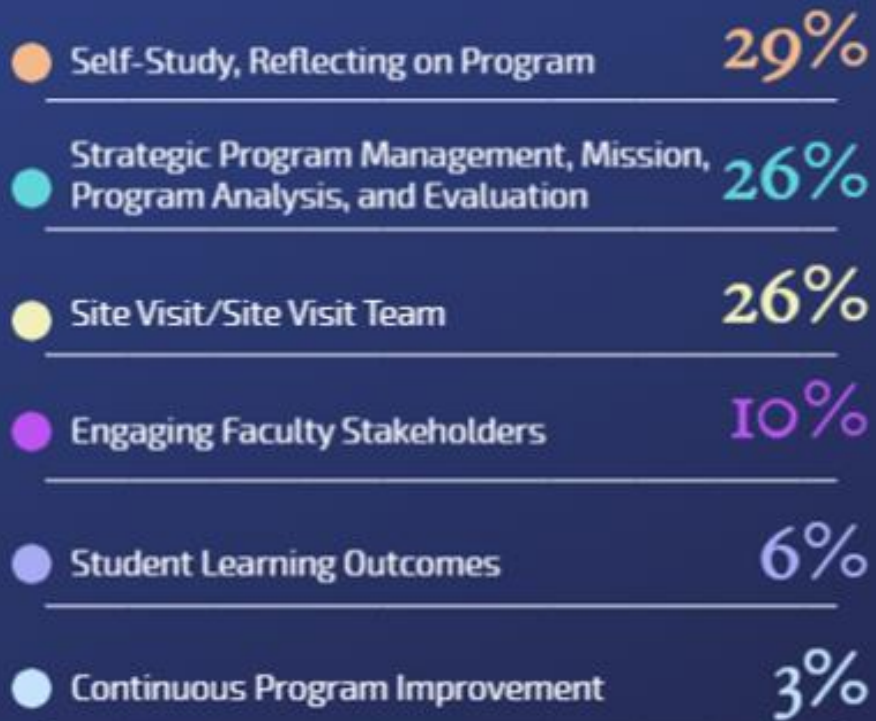 Self-Study, Reflecting on Program 29%
Strategic Program Management, Mission,
Program Analysis, and Evaluation 26%
Site Visit/Site Visit Team 26%
Engaging Faculty Stakeholders 10%
Student Learning Outcomes 6%
Continuous Program Improvement 3%